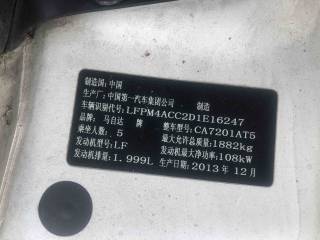 制造国: 中国
生产厂: 中国第一汽车集团公司 制造
车辆识别代号: LFPM4ACC2D1E16247
品牌: 马自达 牌 整车型号: CA7201AT5
乘坐人数: 5 最大允许总质量: 1882kg
发动机型号: LF 发动机最大净功率: 108kW
发动机排量: 1.999L 生产日期: 2013年 12月